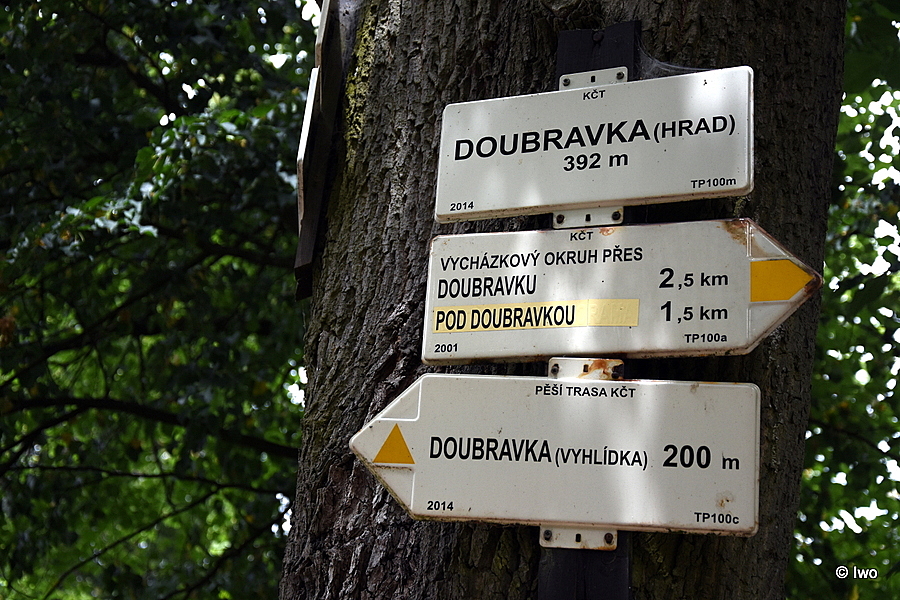 KČT
DOUBRAVKA (HRAD)
392 m
2014 TP100m
KČT
VYCHÁZKOVÝ OKRUH PŘES
DOUBRAVKU 2,5 km
POD DOUBRAVKOU 1,5 km
2001 TP100a
PĚŠÍ TRASA KČT
DOUBRAVKA (VYHLÍDKA) 200 m
2014 TP100c
© Iwo